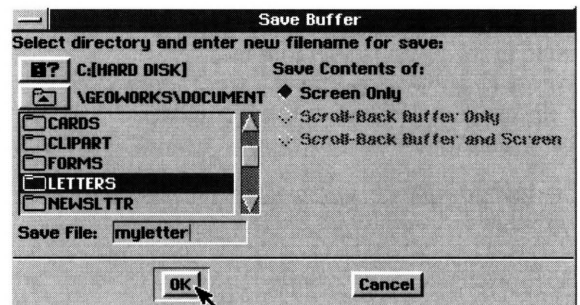 Save Buffer
Select directory and enter new filename for save:
? C:[HARD DISK]
\GEOWORKS\DOCUMENT
CARDS
CLIPART
FORMS
LETTERS
NEWSLTTR
Save File: myletter
Save Contents of:
Screen Only
Scroll-Back Buffer Only
Scroll-Back Buffer and Screen
OK
Cancel